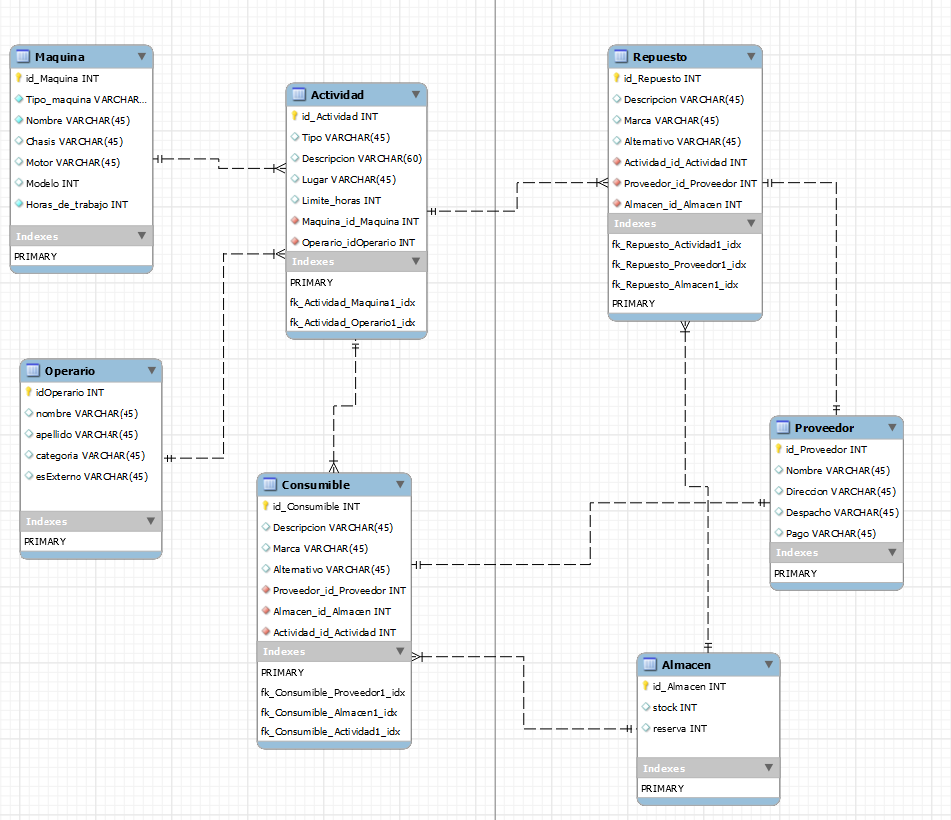 Maquina
id_Maquina INT
Tipo_maquina VARCHAR...
Nombre VARCHAR(45)
Chasis VARCHAR(45)
Motor VARCHAR(45)
Modelo INT
Horas_de_trabajo INT
Indexes
PRIMARY
Actividad
id_Actividad INT
Tipo VARCHAR(45)
Descripcion VARCHAR(60)
Lugar VARCHAR(45)
Limite_horas INT
Maquina_id_Maquina INT
Operario_idOperario INT
Indexes
PRIMARY
fk_Actividad_Maquina1_idx
fk_Actividad_Operario1_idx
Repuesto
id_Repuesto INT
Descripcion VARCHAR(45)
Marca VARCHAR(45)
Alternativo VARCHAR(45)
Actividad_id_Actividad INT
Proveedor_id_Proveedor INT
Almacen_id_Almacen INT
Indexes
fk_Repuesto_Actividad1_idx
fk_Repuesto_Proveedor1_idx
fk_Repuesto_Almacen1_idx
PRIMARY
Operario
idOperario INT
nombre VARCHAR(45)
apellido VARCHAR(45)
categoria VARCHAR(45)
esExterno VARCHAR(45)
Indexes
PRIMARY
Consumible
id_Consumible INT
Descripcion VARCHAR(45)
Marca VARCHAR(45)
Alternativo VARCHAR(45)
Proveedor_id_Proveedor INT
Almacen_id_Almacen INT
Actividad_id_Actividad INT
Indexes
PRIMARY
fk_Consumible_Proveedor1_idx
fk_Consumible_Almacen1_idx
fk_Consumible_Actividad1_idx
Proveedor
id_Proveedor INT
Nombre VARCHAR(45)
Direccion VARCHAR(45)
Despacho VARCHAR(45)
Pago VARCHAR(45)
Indexes
PRIMARY
Almacen
id_Almacen INT
stock INT
reserva INT
Indexes
PRIMARY